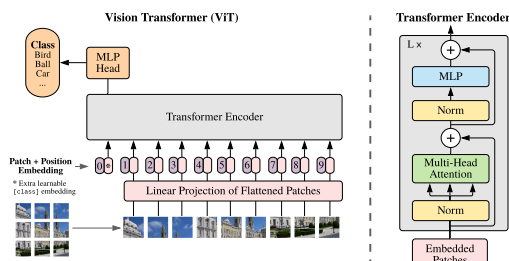 Vision Transformer (ViT)
Class
Bird
Ball
Car
...
MLP
Head
Transformer Encoder
Patch + Position
Embedding
* Extra learnable
[class] embedding
0 * 1 2 3 4 5 6 7 8 9
Linear Projection of Flattened Patches
Transformer Encoder
L x
+
MLP
Norm
+
Multi-Head
Attention
Norm
Embedded
Patches